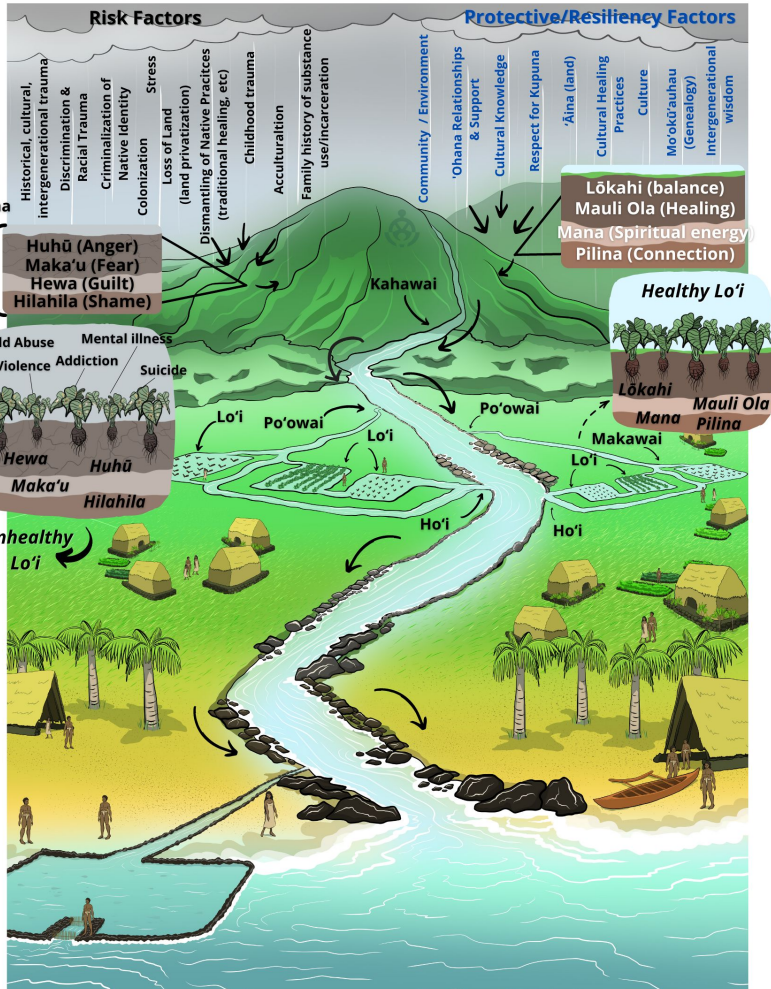 Risk Factors
Protective/Resiliency Factors
Historical, cultural,
intergenerational trauma
Discrimination &
Racial Trauma
Criminalization of
Native Identity
Colonization
Stress
Loss of Land
(land privatization)
Dismantling of Native Pracitces
(traditional healing, etc)
Childhood trauma
Acculturaltion
Family history of substance
use/incarceration
Community / Environment
'Ohana Relationships
& Support
Cultural Knowledge
Respect for Kupuna
ʻĀina (land)
Cultural Healing
Practices
Culture
Moʻokūʻauhau
(Genealogy)
Intergenerational
wisdom
Huhū (Anger)
Makaʻu (Fear)
Hewa (Guilt)
Hilahila (Shame)
Lōkahi (balance)
Mauli Ola (Healing)
Mana (Spiritual energy)
Pilina (Connection)
Kahawai
Healthy Loʻi
Lōkahi
Mauli Ola
Mana
Pilina
Abuse
Mental illness
Violence
Addiction
Suicide
Hewa
Huhū
Makaʻu
Hilahila
Loʻi
Poʻowai
Loʻi
Poʻowai
Makawai
Loʻi
Hoʻi
Hoʻi
nhealthy
Loʻi